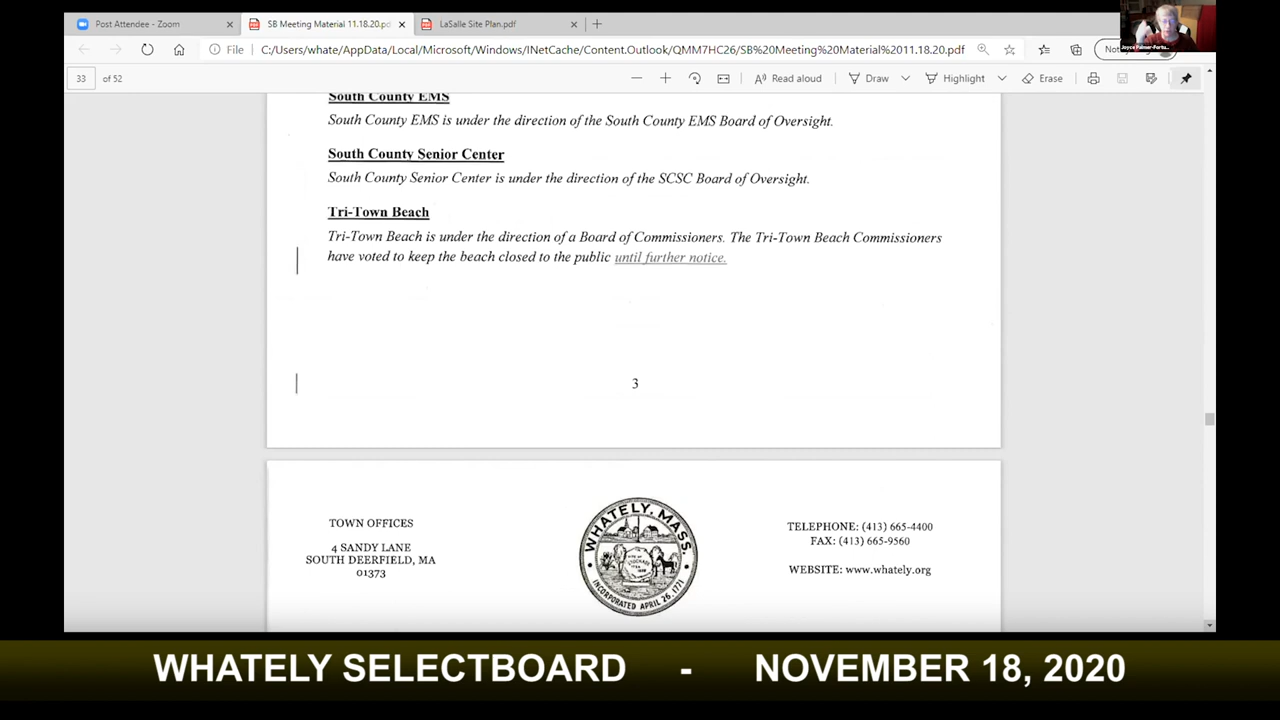 Post Attendee - Zoom
SB Meeting Material 11.18.20.pd
LaSalle Site Plan.pdf
File
C:/Users/whate/AppData/Local/Microsoft/Windows/INetCache/Content.Outlook/QMM7HC26/SB%20Meeting%20Material%2011.18.20.pdf
33 of 52
Read aloud
Draw
Highlight
Erase
South County EMS
South County EMS is under the direction of the South County EMS Board of Oversight.
South County Senior Center
South County Senior Center is under the direction of the SCSC Board of Oversight.
Tri-Town Beach
Tri-Town Beach is under the direction of a Board of Commissioners. The Tri-Town Beach Commissioners
have voted to keep the beach closed to the public until further notice.
3
TOWN OFFICES
4 SANDY LANE
SOUTH DEERFIELD, MA
01373
WHATELY, MASS.
INCORPORATED APRIL 26, 1771
TELEPHONE: (413) 665-4400
FAX: (413) 665-9560
WEBSITE: www.whately.org
WHATELY SELECTBOARD - NOVEMBER 18, 2020